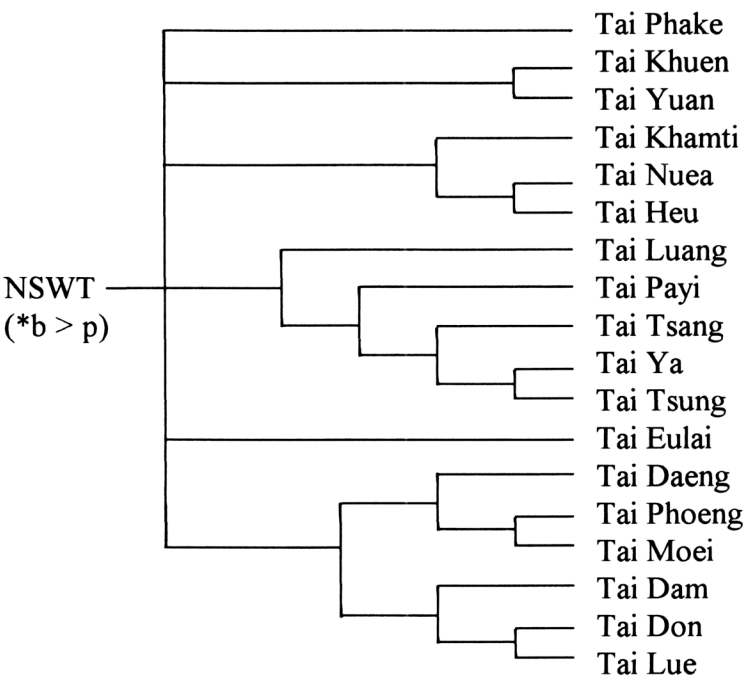 Tai Phake
Tai Khuen
Tai Yuan
Tai Khamti
Tai Nuea
Tai Heu
Tai Luang
NSWT
(*b > p)
Tai Payi
Tai Tsang
Tai Ya
Tai Tsung
Tai Eulai
Tai Daeng
Tai Phoeng
Tai Moei
Tai Dam
Tai Don
Tai Lue